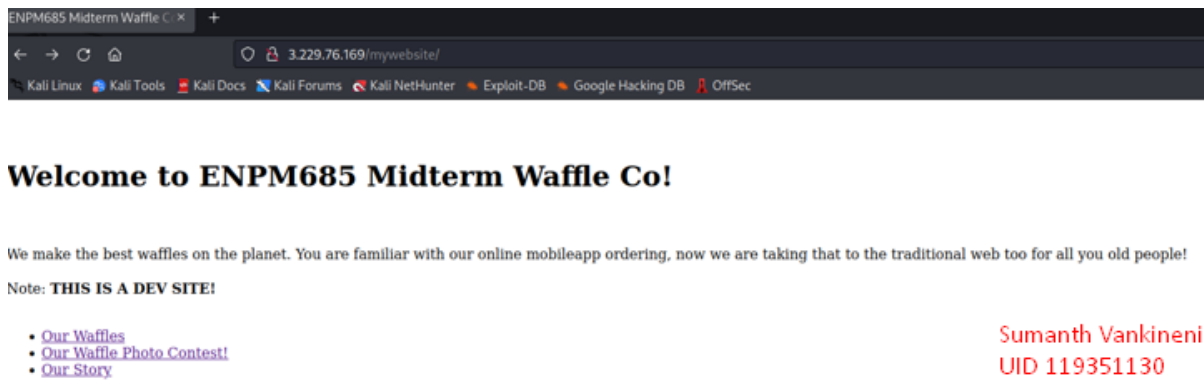 ENPM685 Midterm Waffle Co
3.229.76.169/mywebsite/
Kali Linux Kali Tools Kali Docs Kali Forums Kali NetHunter Exploit-DB Google Hacking DB OffSec
Welcome to ENPM685 Midterm Waffle Co!
We make the best waffles on the planet. You are familiar with our online mobileapp ordering, now we are taking that to the traditional web too for all you old people!
Note: THIS IS A DEV SITE!
• Our Waffles
• Our Waffle Photo Contest!
• Our Story
Sumanth Vankineni
UID 119351130